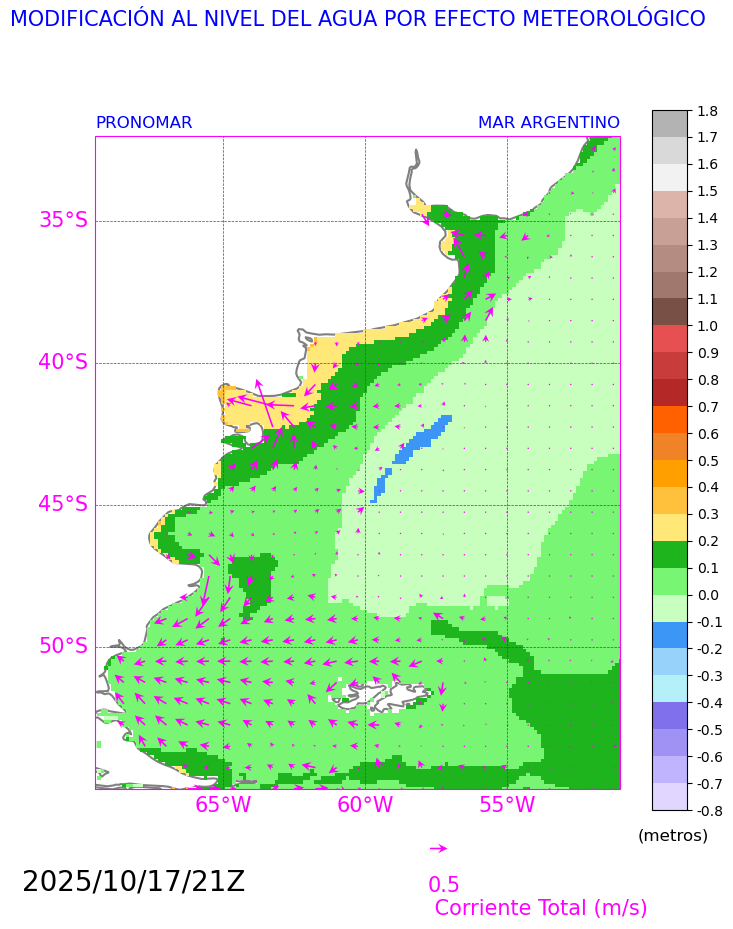 MODIFICACIÓN AL NIVEL DEL AGUA POR EFECTO METEOROLÓGICO
PRONOMAR
MAR ARGENTINO
35°S
40°S
45°S
50°S
65°W
60°W
55°W
1.8
1.7
1.6
1.5
1.4
1.3
1.2
1.1
1.0
0.9
0.8
0.7
0.6
0.5
0.4
0.3
0.2
0.1
0.0
-0.1
-0.2
-0.3
-0.4
-0.5
-0.6
-0.7
-0.8
(metros)
2025/10/17/21Z
0.5
Corriente Total (m/s)